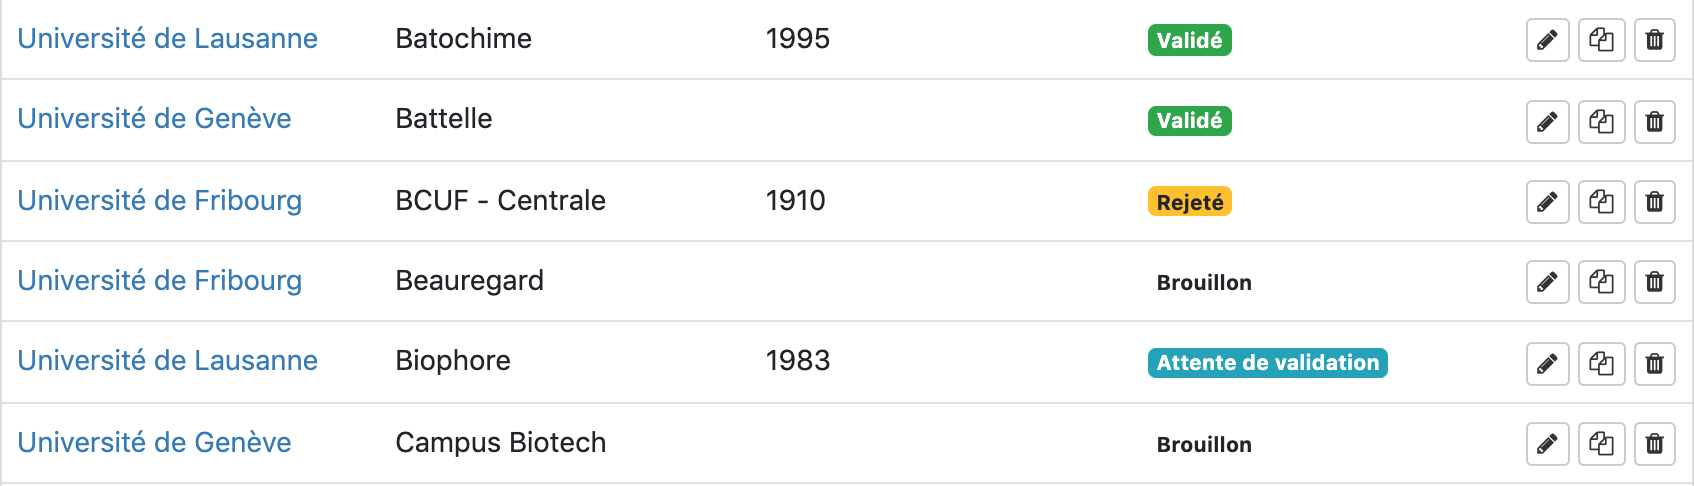 Université de Lausanne Batochime 1995 Validé
Université de Genève Battelle Validé
Université de Fribourg BCUF - Centrale 1910 Rejeté
Université de Fribourg Beauregard Brouillon
Université de Lausanne Biophore 1983 Attente de validation
Université de Genève Campus Biotech Brouillon